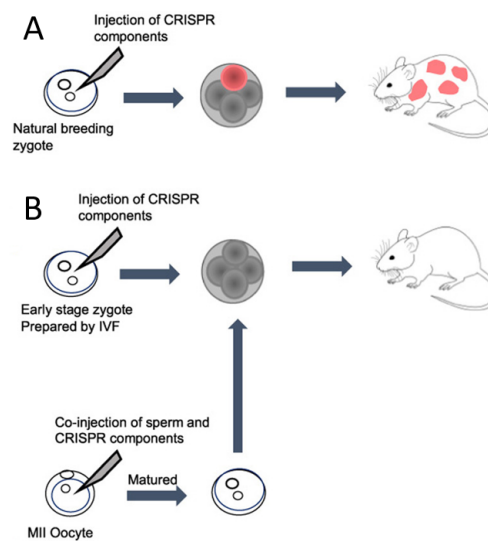 A
Injection of CRISPR
components
Natural breeding
zygote
B
Injection of CRISPR
components
Early stage zygote
Prepared by IVF
Co-injection of sperm and
CRISPR components
Matured
MII Oocyte